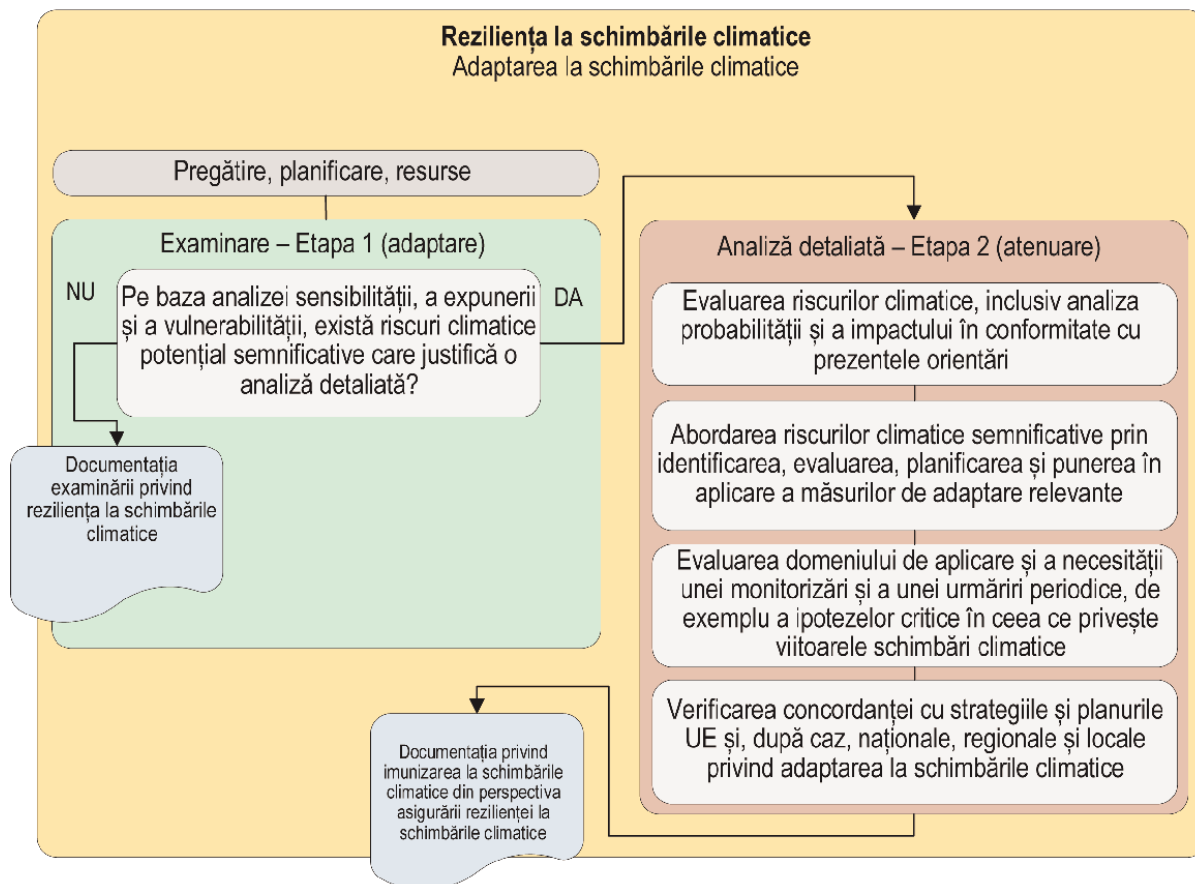 Reziliența la schimbările climatice
Adaptarea la schimbările climatice
Pregătire, planificare, resurse
Examinare – Etapa 1 (adaptare)
NU
Pe baza analizei sensibilității, a expunerii
și a vulnerabilității, există riscuri climatice
potențial semnificative care justifică o
analiză detaliată?
DA
Documentația
examinării privind
reziliența la schimbările
climatice
Analiză detaliată – Etapa 2 (atenuare)
Evaluarea riscurilor climatice, inclusiv analiza
probabilității și a impactului în conformitate cu
prezentele orientări
Abordarea riscurilor climatice semnificative prin
identificarea, evaluarea, planificarea și punerea în
aplicare a măsurilor de adaptare relevante
Evaluarea domeniului de aplicare și a necesității
unei monitorizări și a unei urmăriri periodice, de
exemplu a ipotezelor critice în ceea ce privește
viitoarele schimbări climatice
Verificarea concordanței cu strategiile și planurile
UE și, după caz, naționale, regionale și locale
privind adaptarea la schimbările climatice
Documentația privind
imunizarea la schimbările
climatice din perspectiva
asigurării rezilienței la
schimbările climatice